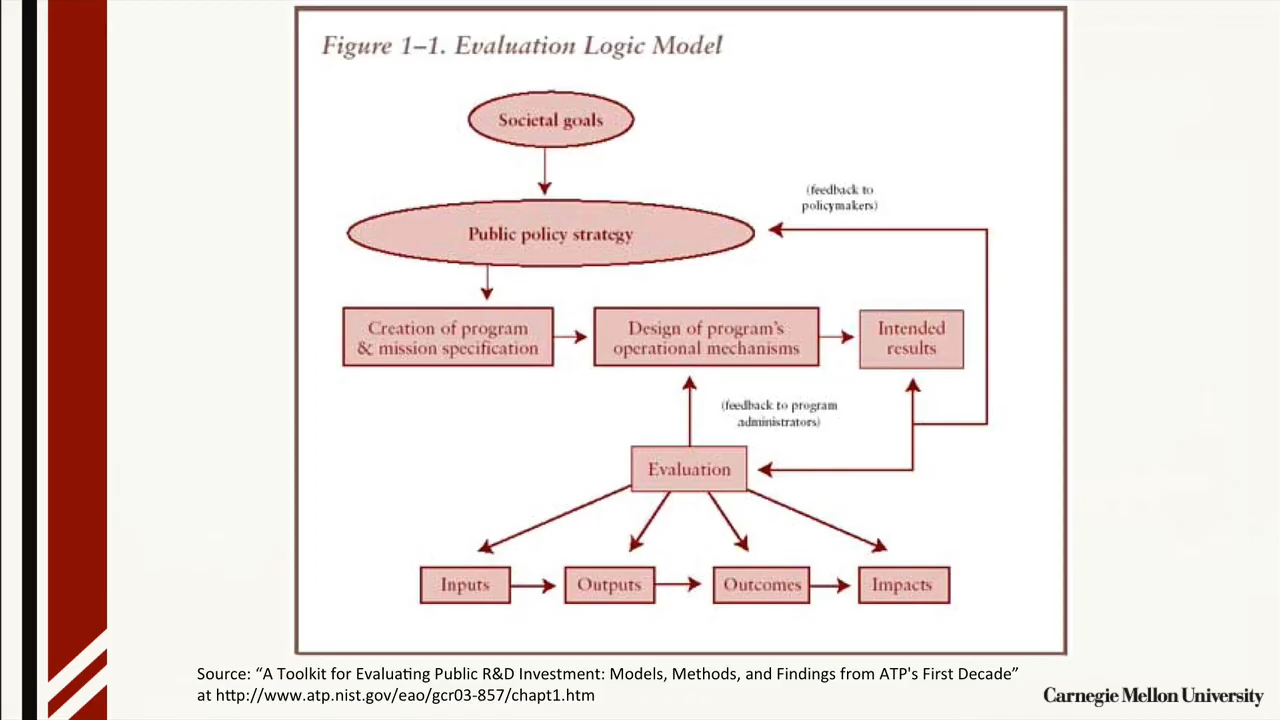 Figure 1–1. Evaluation Logic Model
Societal goals
(feedback to
policymakers)
Public policy strategy
Creation of program
& mission specification
Design of program's
operational mechanisms
Intended
results
(feedback to program
administrators)
Evaluation
Inputs
Outputs
Outcomes
Impacts
Source: “A Toolkit for Evaluating Public R&D Investment: Models, Methods, and Findings from ATP's First Decade”
at http://www.atp.nist.gov/eao/gcr03-857/chapt1.htm
Carnegie Mellon University